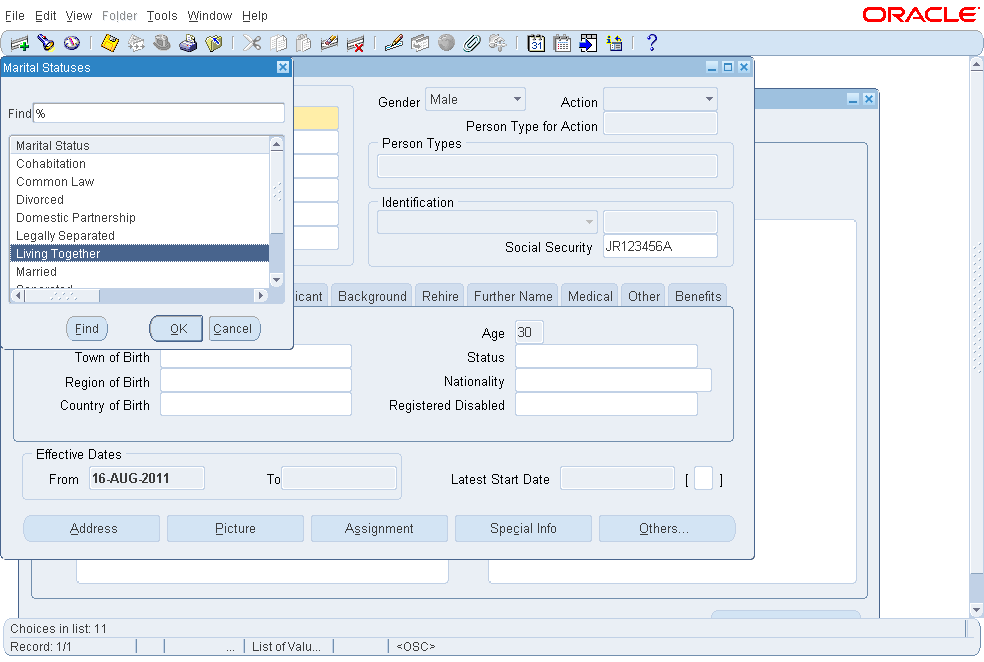 File Edit View Folder Tools Window Help
ORACLE
Marital Statuses
Find %
Marital Status
Cohabitation
Common Law
Divorced
Domestic Partnership
Legally Separated
Living Together
Married
Separated
Find OK Cancel
Gender Male Action
Person Type for Action
Person Types
Identification
Social Security JR123456A
icant Background Rehire Further Name Medical Other Benefits
Age 30
Town of Birth Status
Region of Birth Nationality
Country of Birth Registered Disabled
Effective Dates
From 16-AUG-2011 To Latest Start Date [ ]
Address Picture Assignment Special Info Others...
Choices in list: 11
Record: 1/1 ... List of Valu... <OSC>